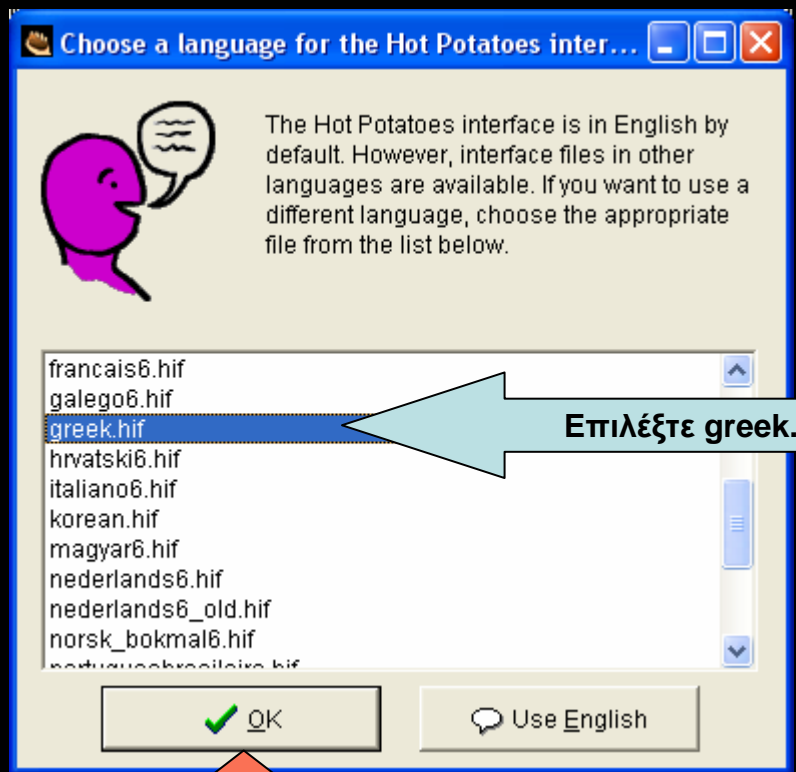 Choose a language for the Hot Potatoes inter...
The Hot Potatoes interface is in English by
default. However, interface files in other
languages are available. If you want to use a
different language, choose the appropriate
file from the list below.
francais6.hif
galego6.hif
greek.hif
Επιλέξτε greek.
hrvatski6.hif
italiano6.hif
korean.hif
magyar6.hif
nederlands6.hif
nederlands6_old.hif
norsk_bokmal6.hif
OK
Use English